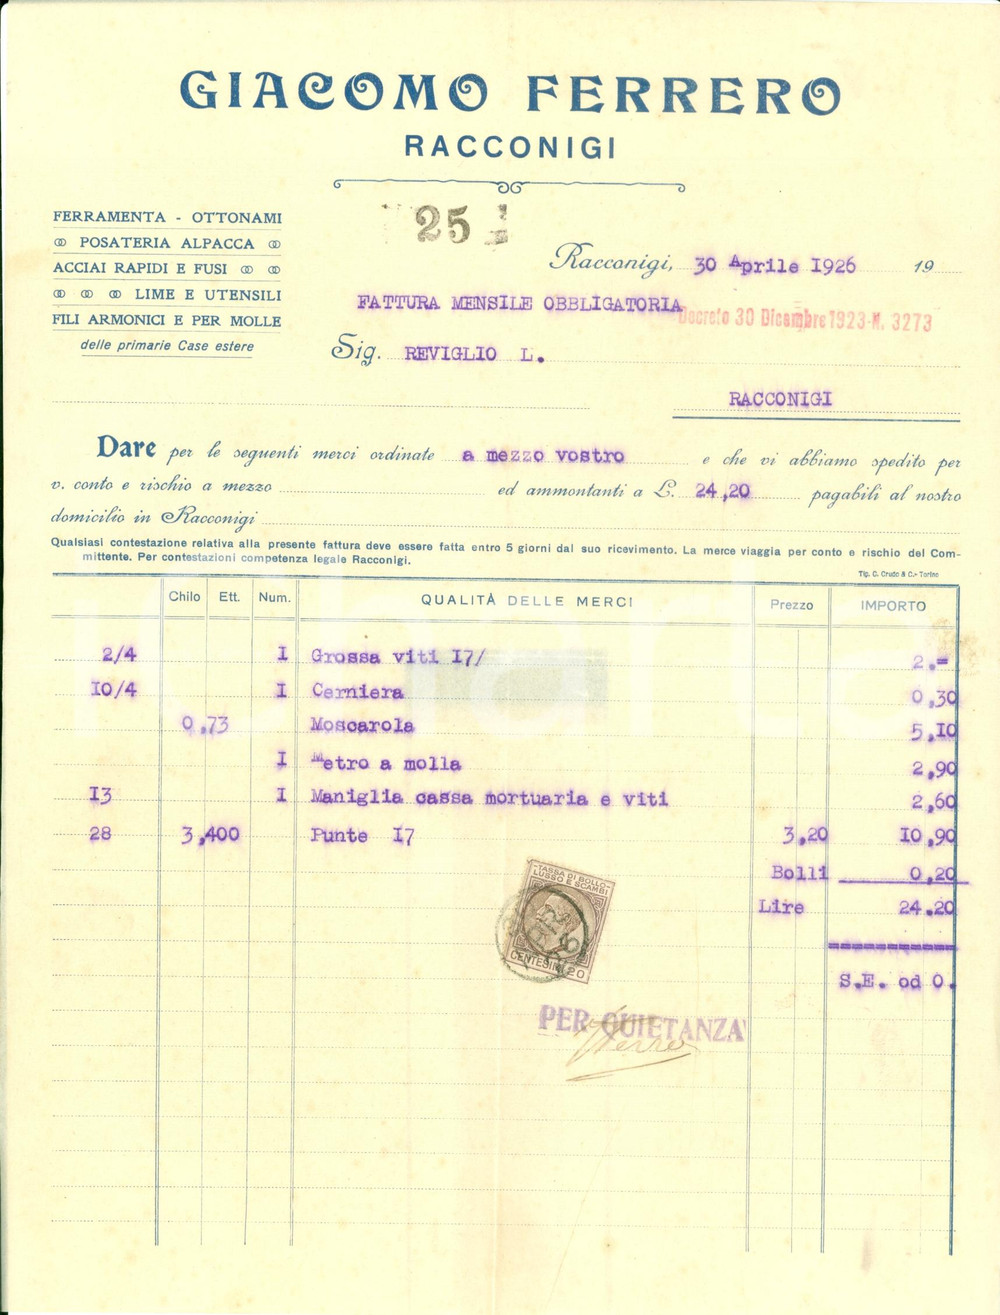 GIACOMO FERRERO
RACCONIGI
FERRAMENTA - OTTONAMI
POSATERIA ALPACCA
ACCIAI RAPIDI E FUSI
LIME E UTENSILI
FILI ARMONICI E PER MOLLE
delle primarie Case estere
25
Racconigi, 30 Aprile 1926 19
FATTURA MENSILE OBBLIGATORIA
Decreto 30 Dicembre 1923-N. 3273
Sig. REVIGLIO L.
RACCONIGI
Dare per le seguenti merci ordinate a mezzo vostro e che vi abbiamo spedito per
v. conto e rischio a mezzo ed ammontanti a L. 24,20 pagabili al nostro
domicilio in Racconigi
Qualsiasi contestazione relativa alla presente fattura deve essere fatta entro 5 giorni dal suo ricevimento. La merce viaggia per conto e rischio del Com-
mittente. Per contestazioni competenza legale Racconigi.
Tip. C. Crudo & C.- Torino
Chilo Ett. Num. QUALITÀ DELLE MERCI Prezzo IMPORTO
2/4 I Grossa viti I7/ 2.=
IO/4 I Cerniera 0,30
0,73 Moscarola 5,I0
I Metro a molla 2,90
I3 I Maniglia cassa mortuaria e viti 2,60
28 3,400 Punte I7 3,20 I0,90
Bolli 0,20
Lire 24.20
S.E. od O.
TASSA DI BOLLO
LUSSO E SCAMBI
CENTESIMI 20
PER QUIETANZA